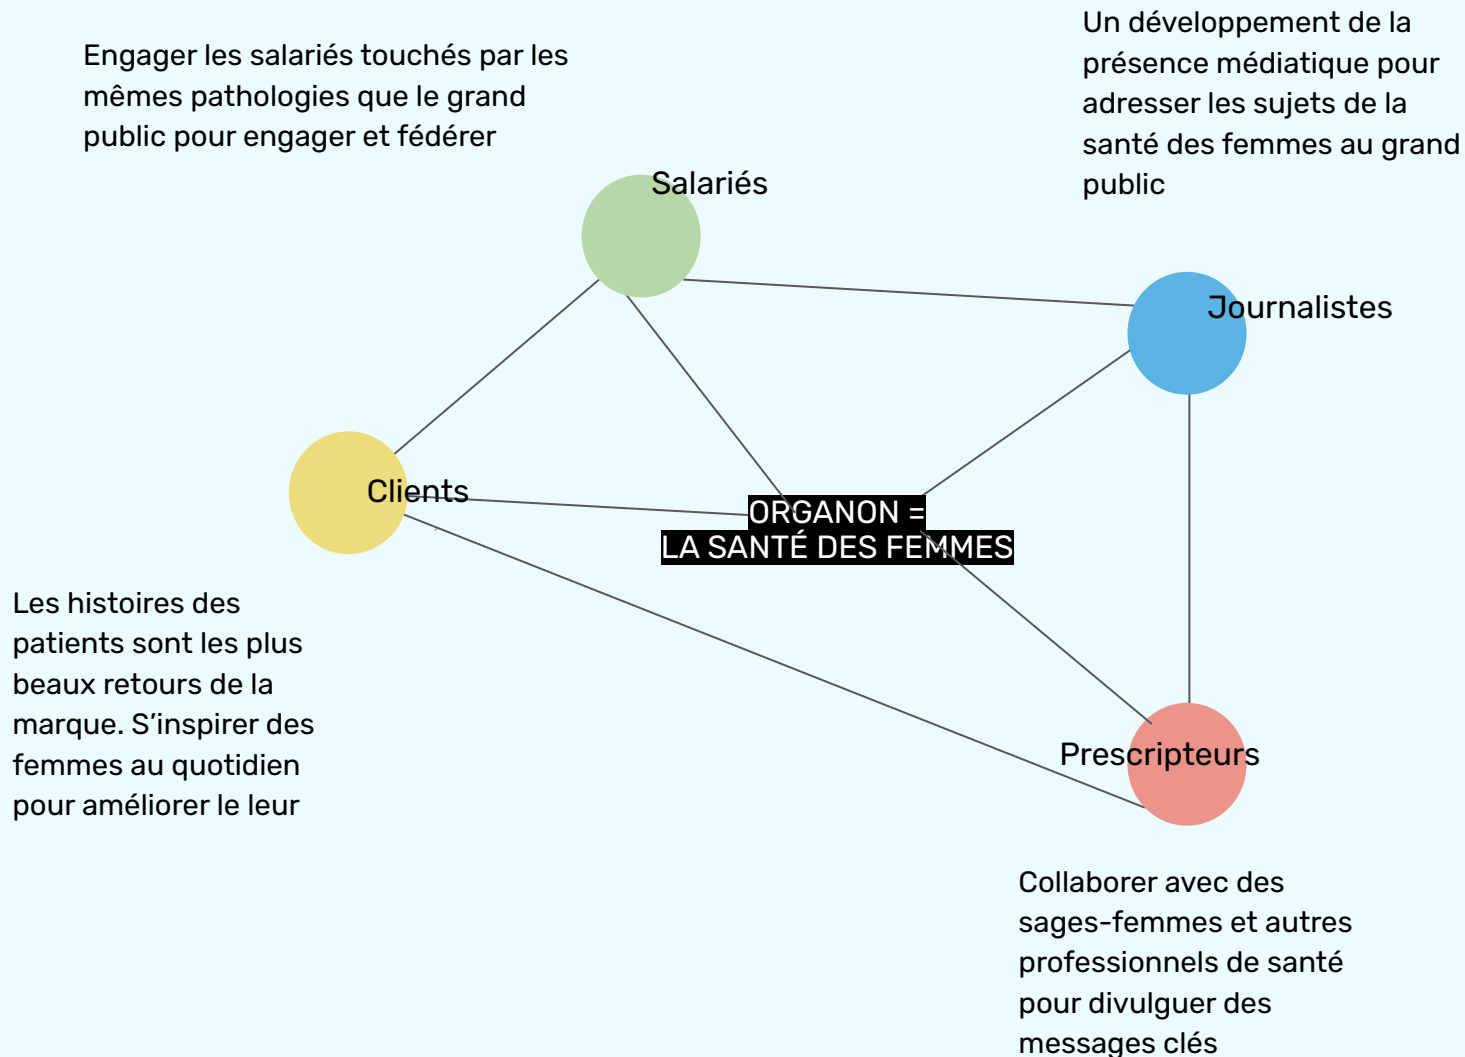 Engager les salariés touchés par les
mêmes pathologies que le grand
public pour engager et fédérer
Un développement de la
présence médiatique pour
adresser les sujets de la
santé des femmes au grand
public
Salariés
Journalistes
Clients
ORGANON =
LA SANTÉ DES FEMMES
Les histoires des
patients sont les plus
beaux retours de la
marque. S’inspirer des
femmes au quotidien
pour améliorer le leur
Prescripteurs
Collaborer avec des
sages-femmes et autres
professionnels de santé
pour divulguer des
messages clés